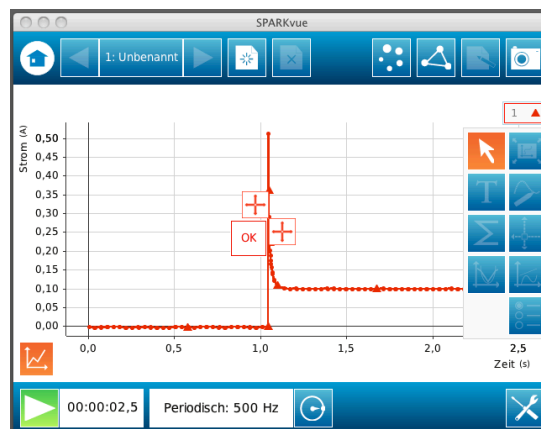 SPARKvue
1: Unbenannt
1
Strom (A)
0,50
0,45
0,40
0,35
0,30
0,25
0,20
0,15
0,10
0,05
0,00
OK
T
Σ
0,0 0,5 1,0 1,5 2,0 2,5
Zeit (s)
00:00:02,5 Periodisch: 500 Hz